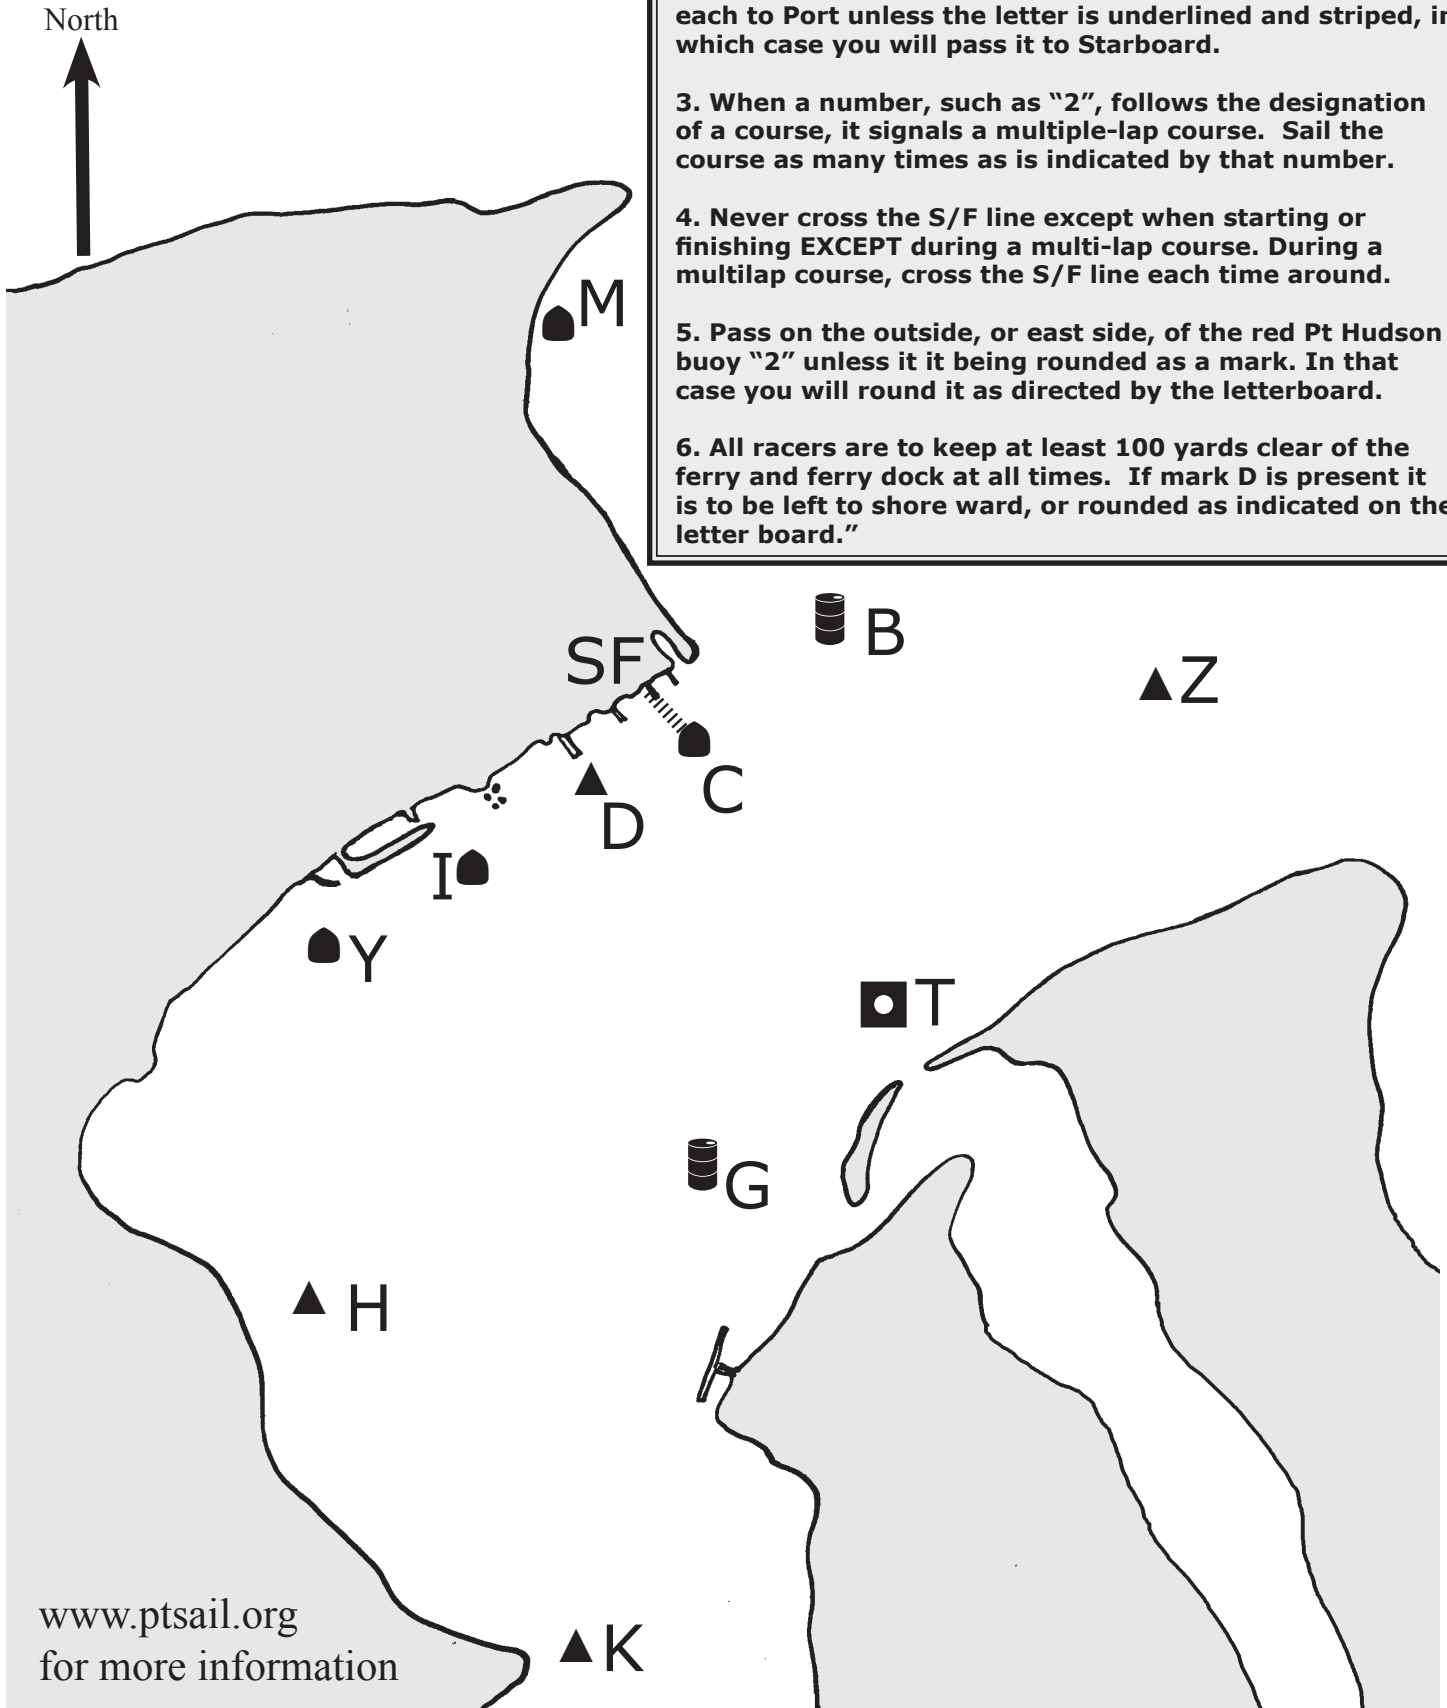 North
each to Port unless the letter is underlined and striped, in
which case you will pass it to Starboard.
3. When a number, such as “2”, follows the designation
of a course, it signals a multiple-lap course.  Sail the
course as many times as is indicated by that number.
4. Never cross the S/F line except when starting or
finishing EXCEPT during a multi-lap course. During a
multilap course, cross the S/F line each time around.
5. Pass on the outside, or east side, of the red Pt Hudson
buoy “2” unless it it being rounded as a mark. In that
case you will round it as directed by the letterboard.
6. All racers are to keep at least 100 yards clear of the
ferry and ferry dock at all times.  If mark D is present it
is to be left to shore ward, or rounded as indicated on the
letter board.”
M
B
SF
Z
C
D
I
Y
T
G
H
K
www.ptsail.org
for more information